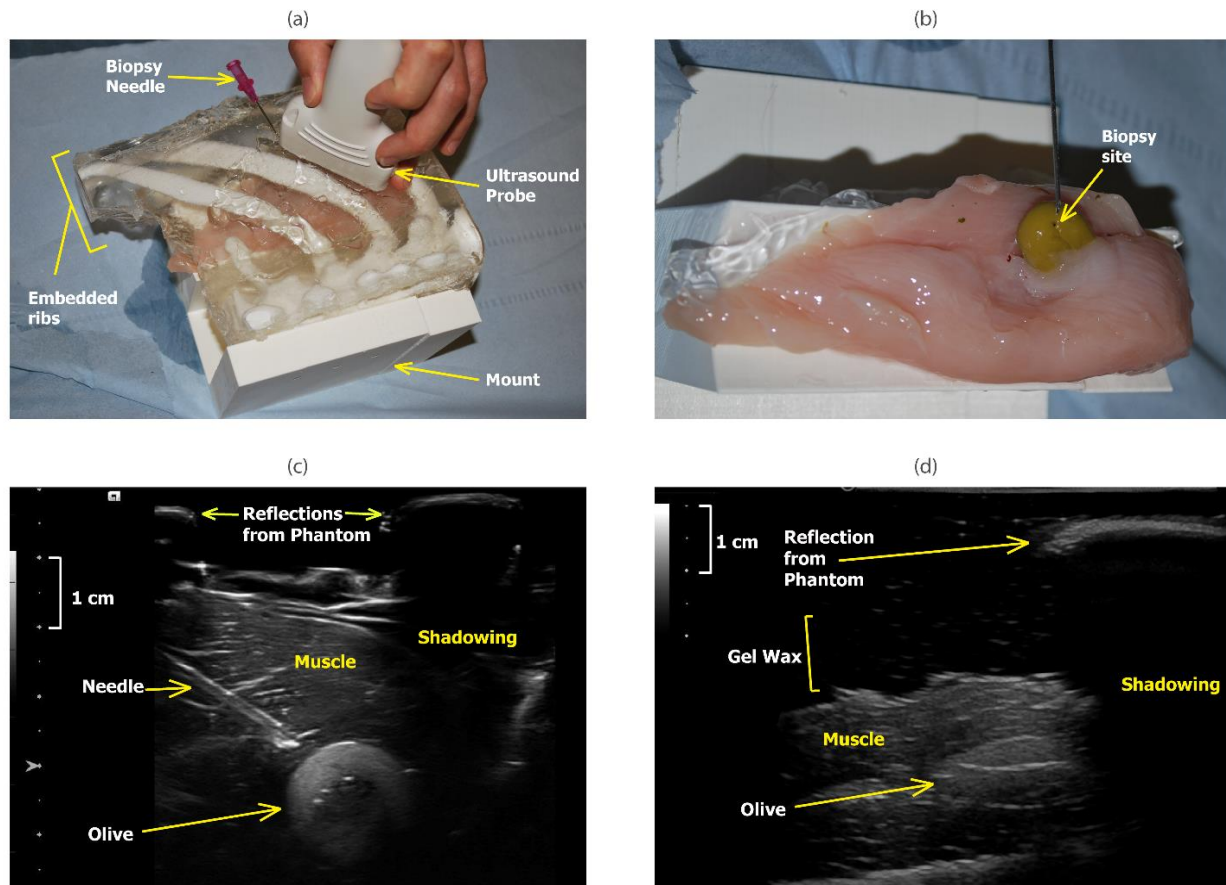 (a)
Biopsy
Needle
Ultrasound
Probe
Embedded
ribs
Mount
(b)
Biopsy
site
(c)
Reflections
from Phantom
1 cm
Shadowing
Muscle
Needle
Olive
(d)
1 cm
Reflection
from
Phantom
Gel Wax
Shadowing
Muscle
Olive